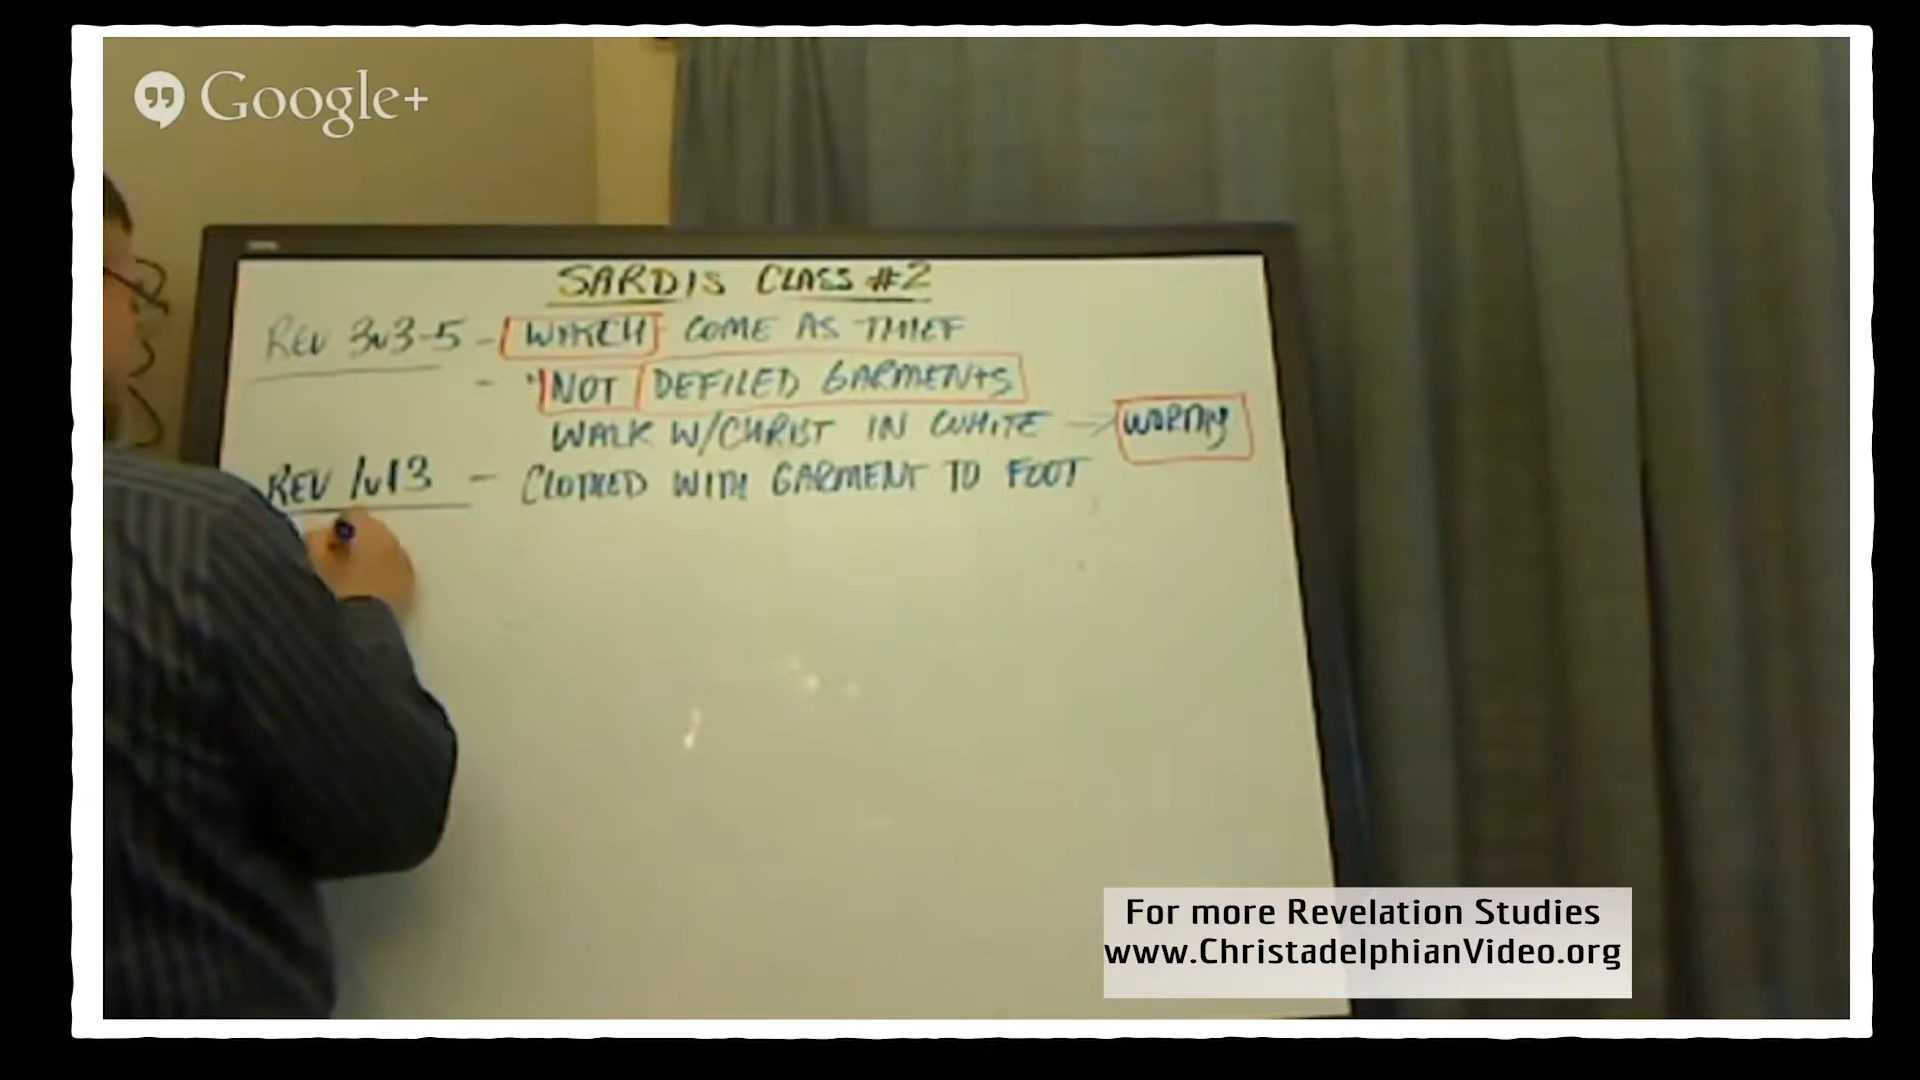 Google+
SARDIS CLASS #2
REV 3v3-5 - WATCH COME AS THIEF
- "NOT DEFILED GARMENTS
WALK W/CHRIST IN WHITE → WORTHY
REV 1v13 - CLOTHED WITH GARMENT TO FOOT
For more Revelation Studies
www.ChristadelphianVideo.org